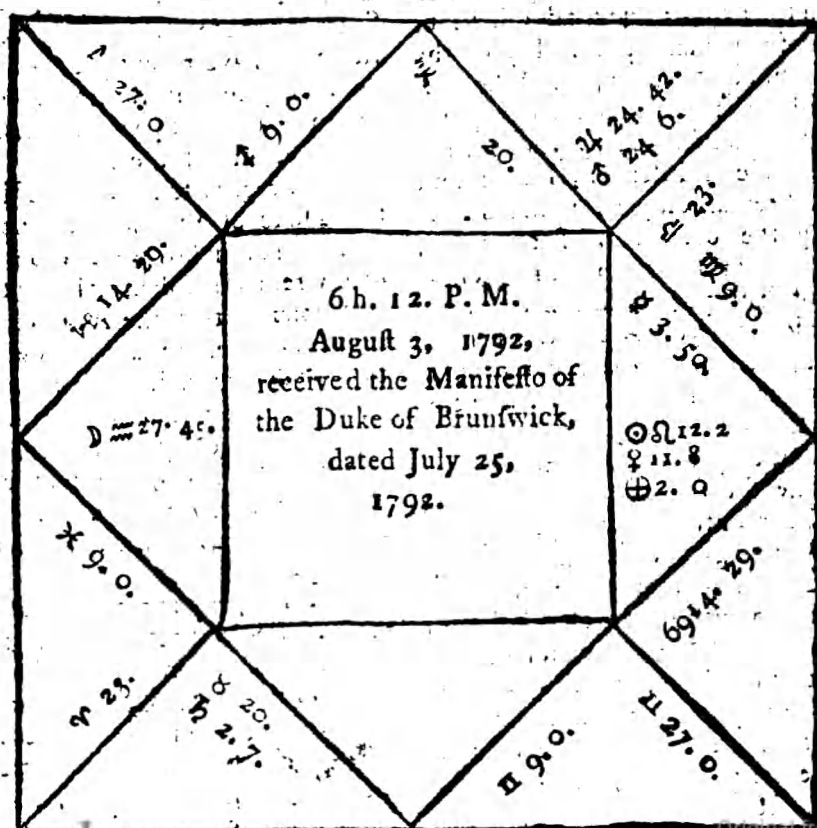 ♐ 9. 0.
27. 0
20.
♃ 24. 42.
♂ 24 6.
♎ 23.
♍ 9. 0.
☿ 3. 50
♑ 14 29.
6 h. 12. P. M.
Auguſt 3, 1792,
received the Manifeſto of
the Duke of Brunſwick,
dated July 25,
1792.
☽ ♒ 27. 45.
☉ ♌ 12. 2
♀ 11. 8
⊕ 2. 0
♓ 9. 0.
♋ 14. 29.
♈ 23.
♉ 20.
♄ 2. 7.
♊ 9. 0.
♊ 27. 0.